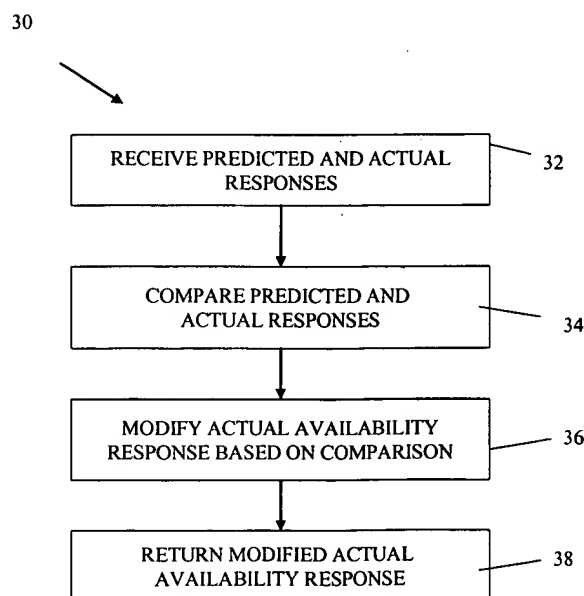 30
RECEIVE PREDICTED AND ACTUAL
RESPONSES
32
COMPARE PREDICTED AND
ACTUAL RESPONSES
34
MODIFY ACTUAL AVAILABILITY
RESPONSE BASED ON COMPARISON
36
RETURN MODIFIED ACTUAL
AVAILABILITY RESPONSE
38